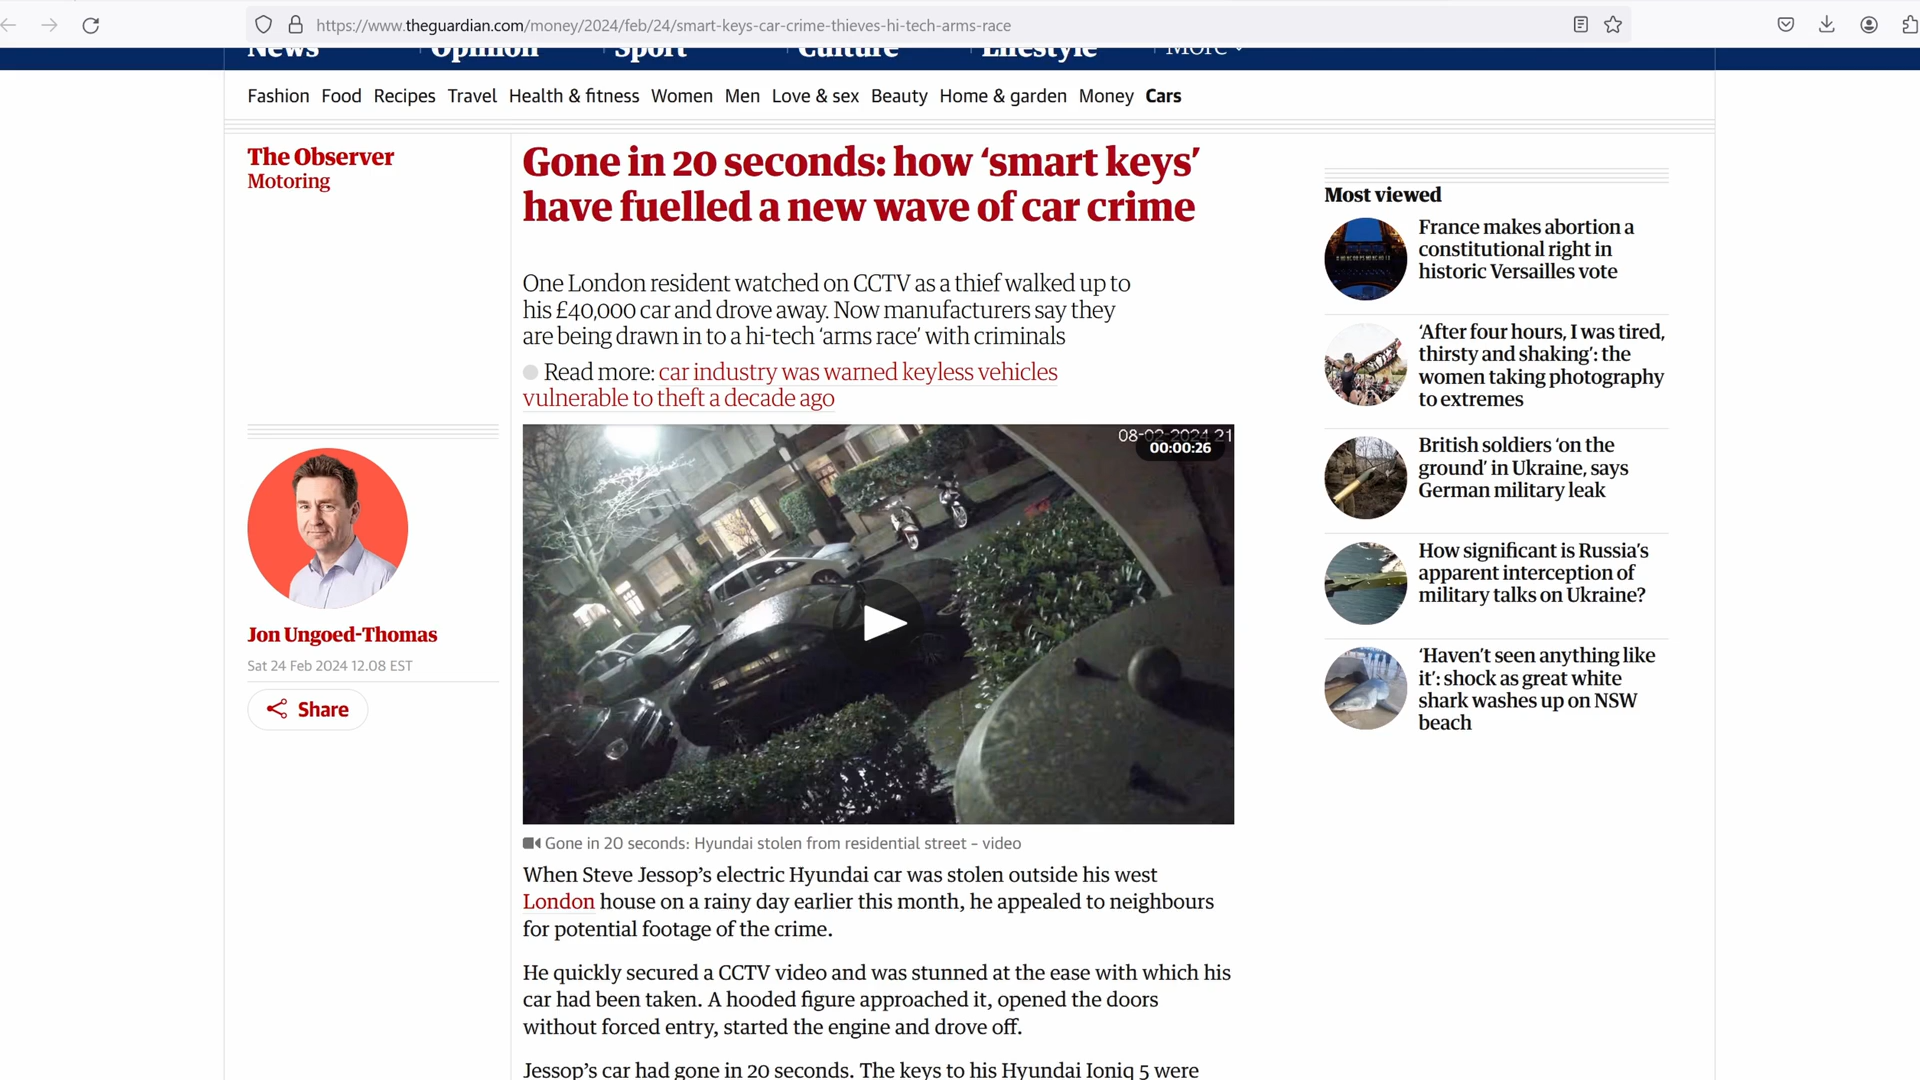 https://www.theguardian.com/money/2024/feb/24/smart-keys-car-crime-thieves-hi-tech-arms-race
News Opinion Sport Culture Lifestyle More
Fashion Food Recipes Travel Health & fitness Women Men Love & sex Beauty Home & garden Money Cars
The Observer
Motoring
Gone in 20 seconds: how ‘smart keys’
have fuelled a new wave of car crime
One London resident watched on CCTV as a thief walked up to
his £40,000 car and drove away. Now manufacturers say they
are being drawn in to a hi-tech ‘arms race’ with criminals
Read more: car industry was warned keyless vehicles
vulnerable to theft a decade ago
Jon Ungoed-Thomas
Sat 24 Feb 2024 12.08 EST
Share
08-02-2024 21
00:00:26
Gone in 20 seconds: Hyundai stolen from residential street – video
When Steve Jessop’s electric Hyundai car was stolen outside his west
London house on a rainy day earlier this month, he appealed to neighbours
for potential footage of the crime.
He quickly secured a CCTV video and was stunned at the ease with which his
car had been taken. A hooded figure approached it, opened the doors
without forced entry, started the engine and drove off.
Jessop’s car had gone in 20 seconds. The keys to his Hyundai Ioniq 5 were
Most viewed
France makes abortion a
constitutional right in
historic Versailles vote
‘After four hours, I was tired,
thirsty and shaking’: the
women taking photography
to extremes
British soldiers ‘on the
ground’ in Ukraine, says
German military leak
How significant is Russia’s
apparent interception of
military talks on Ukraine?
‘Haven’t seen anything like
it’: shock as great white
shark washes up on NSW
beach